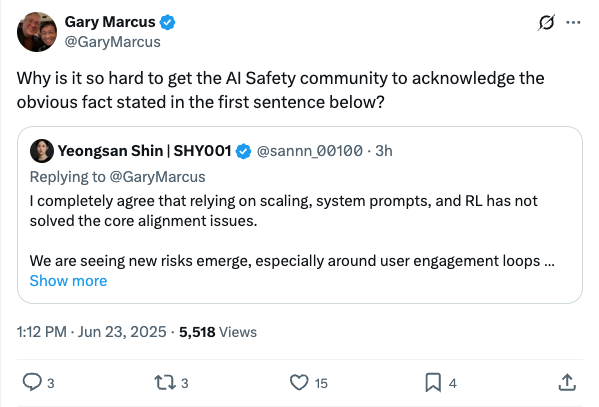 Gary Marcus
@GaryMarcus
Why is it so hard to get the AI Safety community to acknowledge the
obvious fact stated in the first sentence below?
Yeongsan Shin | SHY001 @sannn_00100 · 3h
Replying to @GaryMarcus
I completely agree that relying on scaling, system prompts, and RL has not
solved the core alignment issues.
We are seeing new risks emerge, especially around user engagement loops ...
Show more
1:12 PM · Jun 23, 2025 · 5,518 Views
3 3 15 4